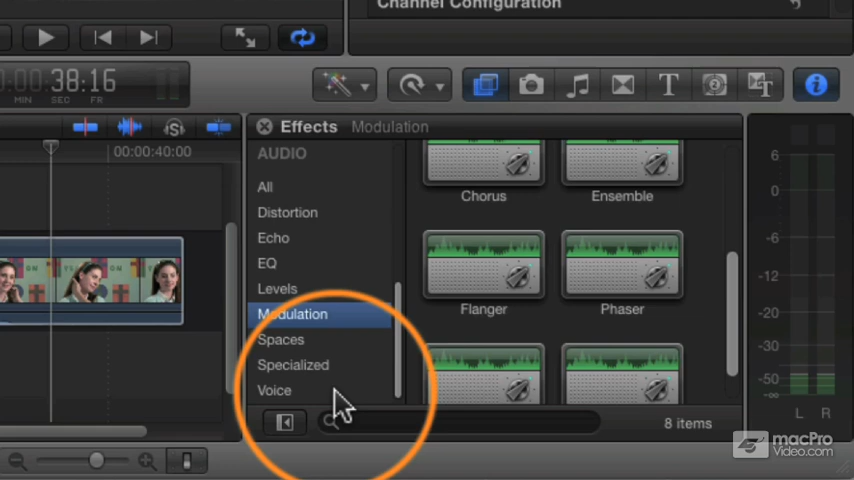 Channel Configuration
38:16
MIN SEC FR
Effects Modulation
00:00:40:00
AUDIO
All
Distortion
Echo
EQ
Levels
Modulation
Spaces
Specialized
Voice
Chorus
Ensemble
Flanger
Phaser
8 items
6
0
-6
-12
-20
-30
-50
-∞
L R
macPro
Video.com